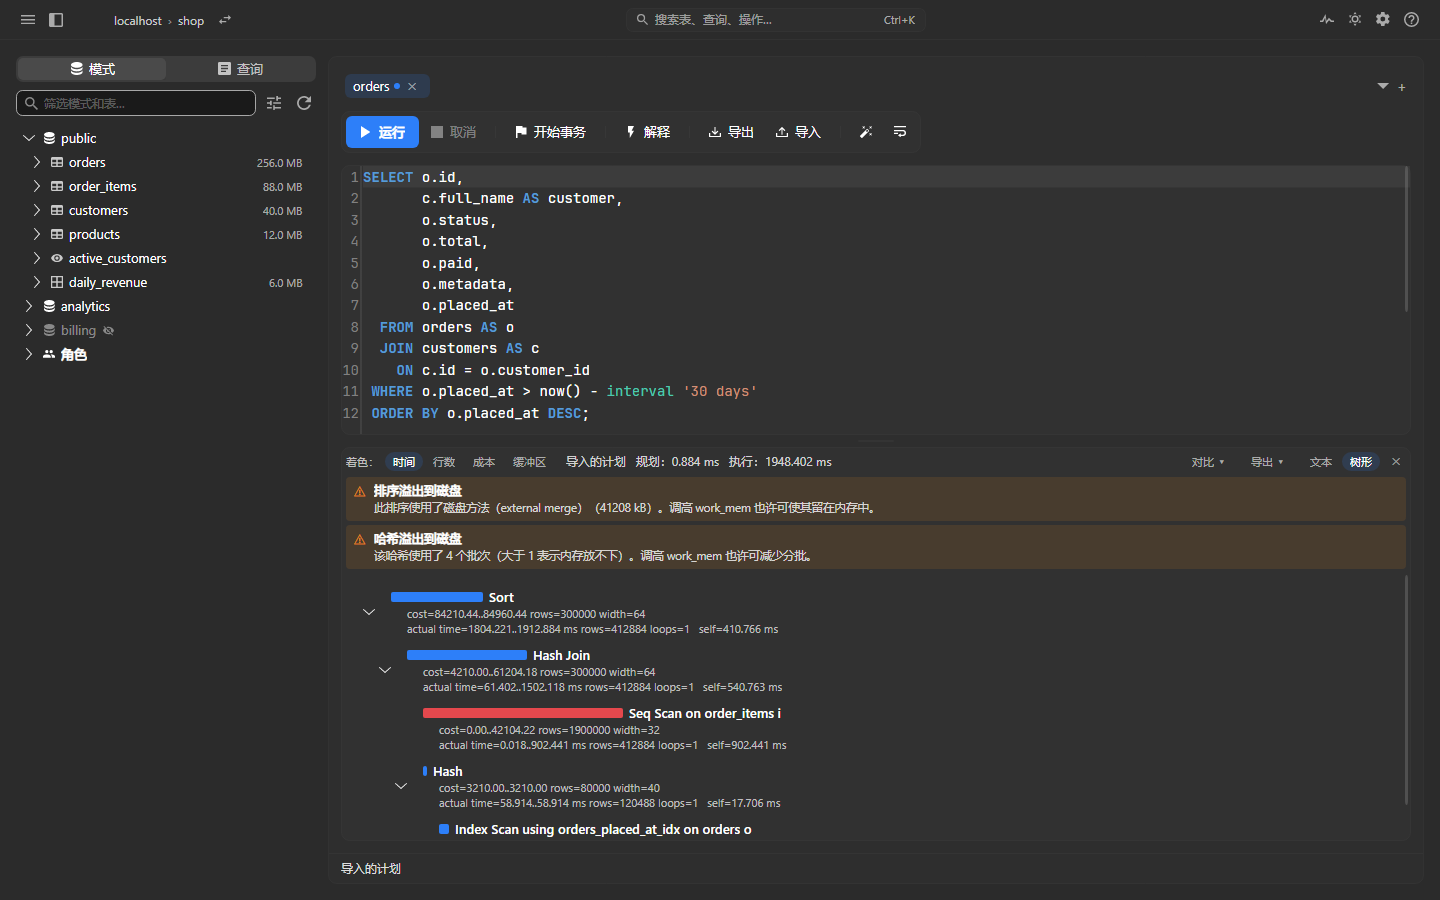 localhost › shop
搜索表、查询、操作... Ctrl+K
模式 查询
筛选模式和表...
public
orders 256.0 MB
order_items 88.0 MB
customers 40.0 MB
products 12.0 MB
active_customers
daily_revenue 6.0 MB
analytics
billing
角色
orders
运行 取消 开始事务 解释 导出 导入
1 SELECT o.id,
2 c.full_name AS customer,
3 o.status,
4 o.total,
5 o.paid,
6 o.metadata,
7 o.placed_at
8 FROM orders AS o
9 JOIN customers AS c
10 ON c.id = o.customer_id
11 WHERE o.placed_at > now() - interval '30 days'
12 ORDER BY o.placed_at DESC;
着色： 时间 行数 成本 缓冲区 导入的计划 规划：0.884 ms 执行：1948.402 ms 对比 导出 文本 树形
排序溢出到磁盘
此排序使用了磁盘方法（external merge）（41208 kB）。调高 work_mem 也许可使其留在内存中。
哈希溢出到磁盘
该哈希使用了 4 个批次（大于 1 表示内存放不下）。调高 work_mem 也许可减少分批。
Sort
cost=84210.44..84960.44 rows=300000 width=64
actual time=1804.221..1912.884 ms rows=412884 loops=1 self=410.766 ms
Hash Join
cost=4210.00..61204.18 rows=300000 width=64
actual time=61.402..1502.118 ms rows=412884 loops=1 self=540.763 ms
Seq Scan on order_items i
cost=0.00..42104.22 rows=1900000 width=32
actual time=0.018..902.441 ms rows=412884 loops=1 self=902.441 ms
Hash
cost=3210.00..3210.00 rows=80000 width=40
actual time=58.914..58.914 ms rows=120488 loops=1 self=17.706 ms
Index Scan using orders_placed_at_idx on orders o
导入的计划